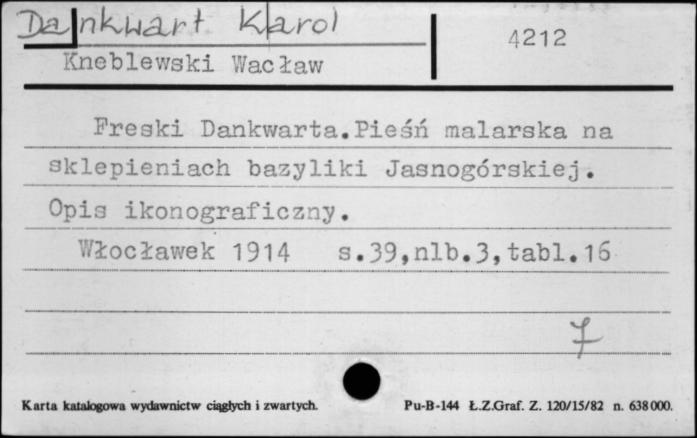 Dankwart Karol
4212
Kneblewski Wacław
Freski Dankwarta.Pieśń malarska na
sklepieniach bazyliki Jasnogórskiej.
Opis ikonograficzny.
Włocławek 1914 s.39,nlb.3,tabl.16
7
Karta katalogowa wydawnictw ciągłych i zwartych.
Pu-B-144 Ł.Z.Graf. Z. 120/15/82 n. 638000.